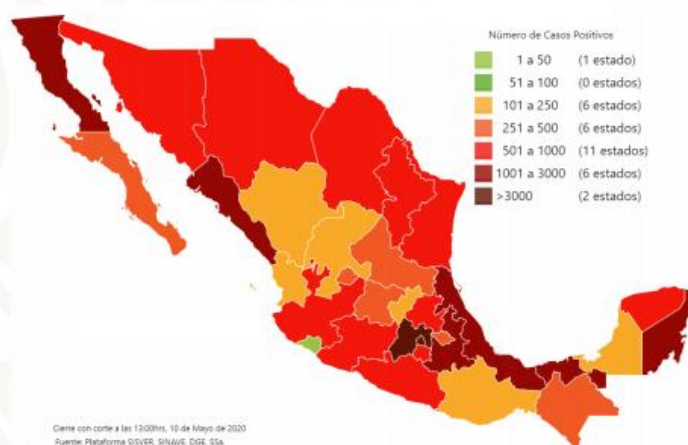 Número de Casos Positivos
1 a 50 (1 estado)
51 a 100 (0 estados)
101 a 250 (6 estados)
251 a 500 (6 estados)
501 a 1000 (11 estados)
1001 a 3000 (6 estados)
>3000 (2 estados)
Cierre con corte a las 13:00hrs, 10 de Mayo de 2020
Fuente: Plataforma SISVER, SINAVE, DGE, SSa.